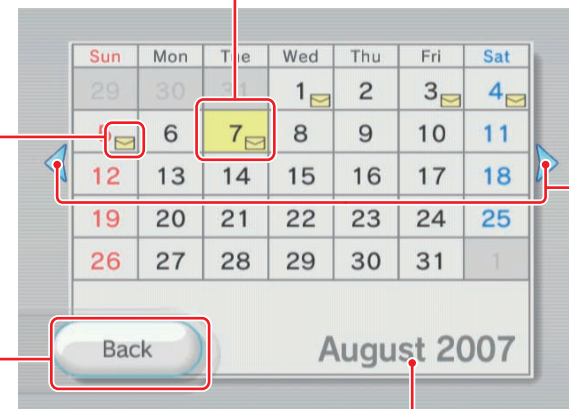 Sun Mon Tue Wed Thu Fri Sat
29 30 31 1 2 3 4
5 6 7 8 9 10 11
12 13 14 15 16 17 18
19 20 21 22 23 24 25
26 27 28 29 30 31 1
Back August 2007